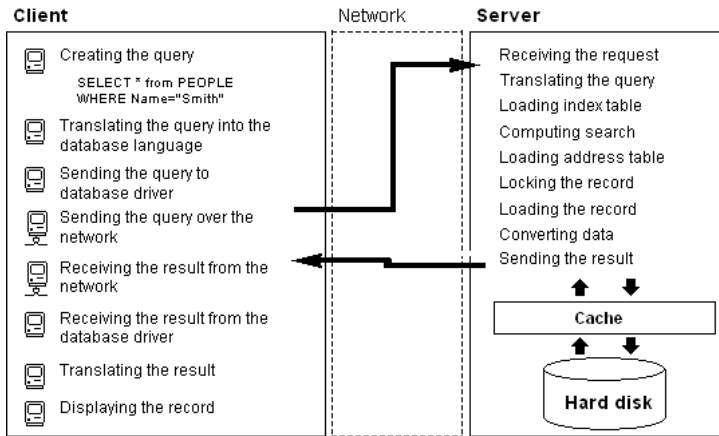 Client
Network
Server
Creating the query
SELECT * from PEOPLE
WHERE Name="Smith"
Translating the query into the
database language
Sending the query to
database driver
Sending the query over the
network
Receiving the result from the
network
Receiving the result from the
database driver
Translating the result
Displaying the record
Receiving the request
Translating the query
Loading index table
Computing search
Loading address table
Locking the record
Loading the record
Converting data
Sending the result
Cache
Hard disk